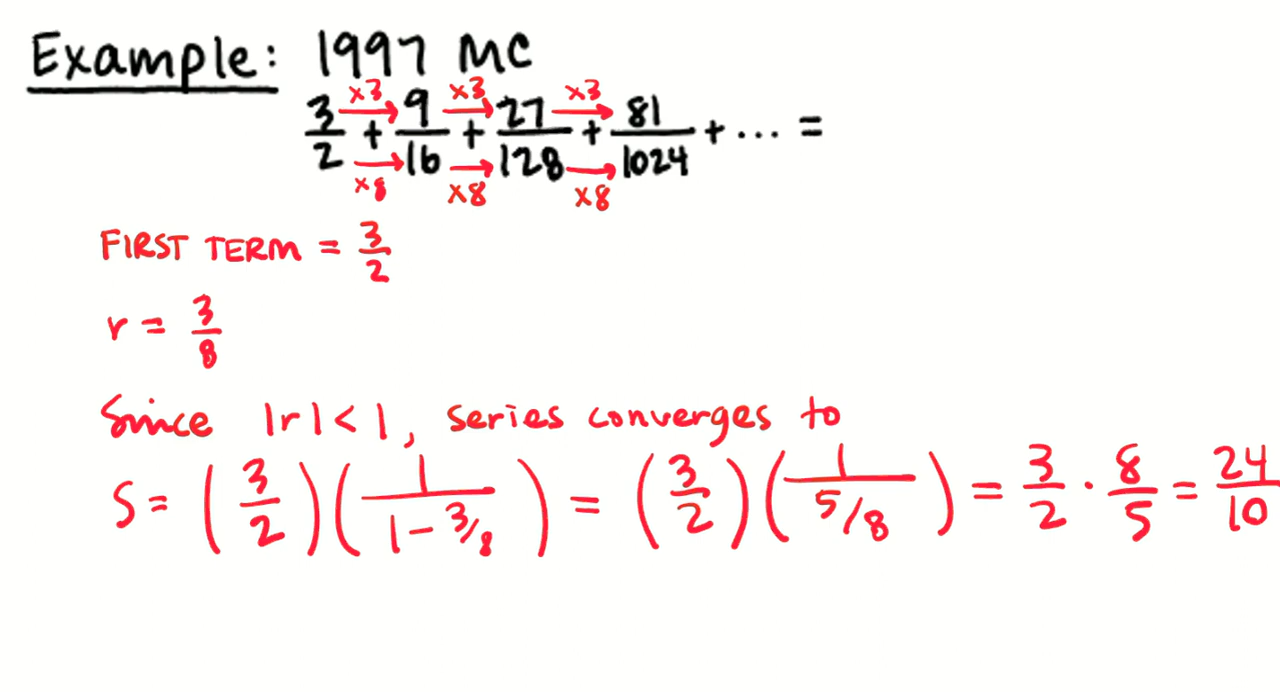 Example: 1997 MC
×3 ×3 ×3
3/2 + 9/16 + 27/128 + 81/1024 + ... =
×8 ×8 ×8
FIRST TERM = 3/2
r = 3/8
Since |r| < 1, series converges to
S = (3/2)(1/(1 - 3/8)) = (3/2)(1/(5/8)) = 3/2 · 8/5 = 24/10